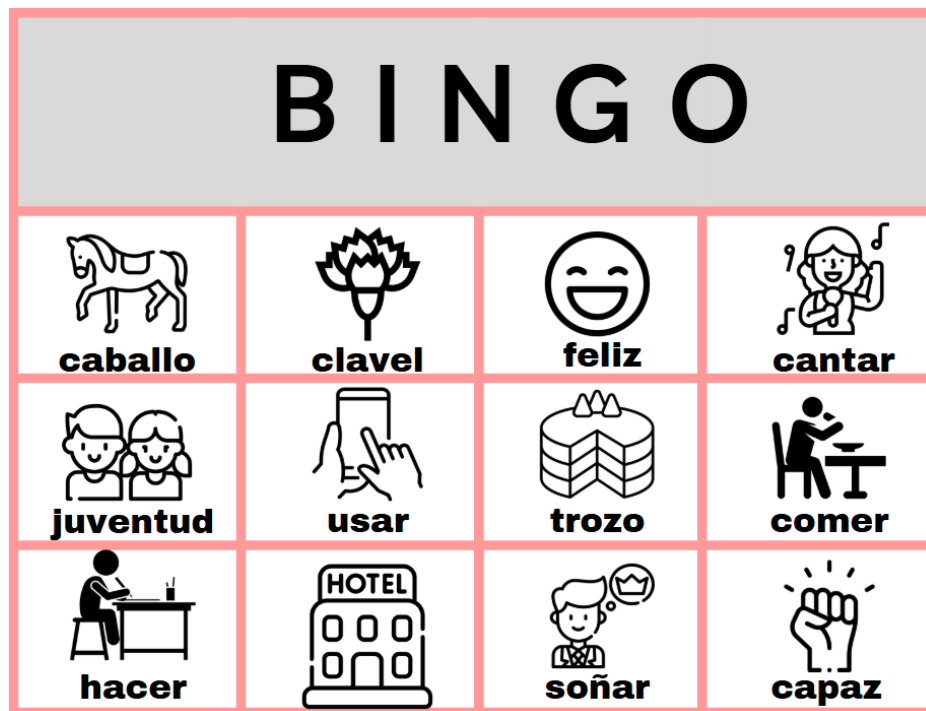 BINGO
caballo
clavel
feliz
cantar
juventud
usar
trozo
comer
HOTEL
hacer
soñar
capaz